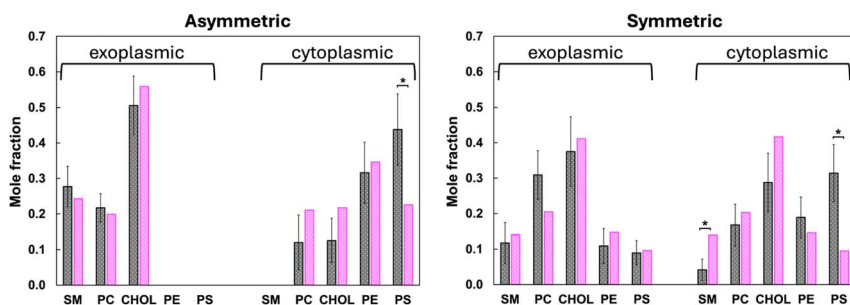 Asymmetric
exoplasmic
cytoplasmic
Mole fraction
0.7
0.6
0.5
0.4
0.3
0.2
0.1
0.0
*
SM PC CHOL PE PS SM PC CHOL PE PS
Symmetric
exoplasmic
cytoplasmic
Mole fraction
0.7
0.6
0.5
0.4
0.3
0.2
0.1
0.0
*
*
SM PC CHOL PE PS SM PC CHOL PE PS